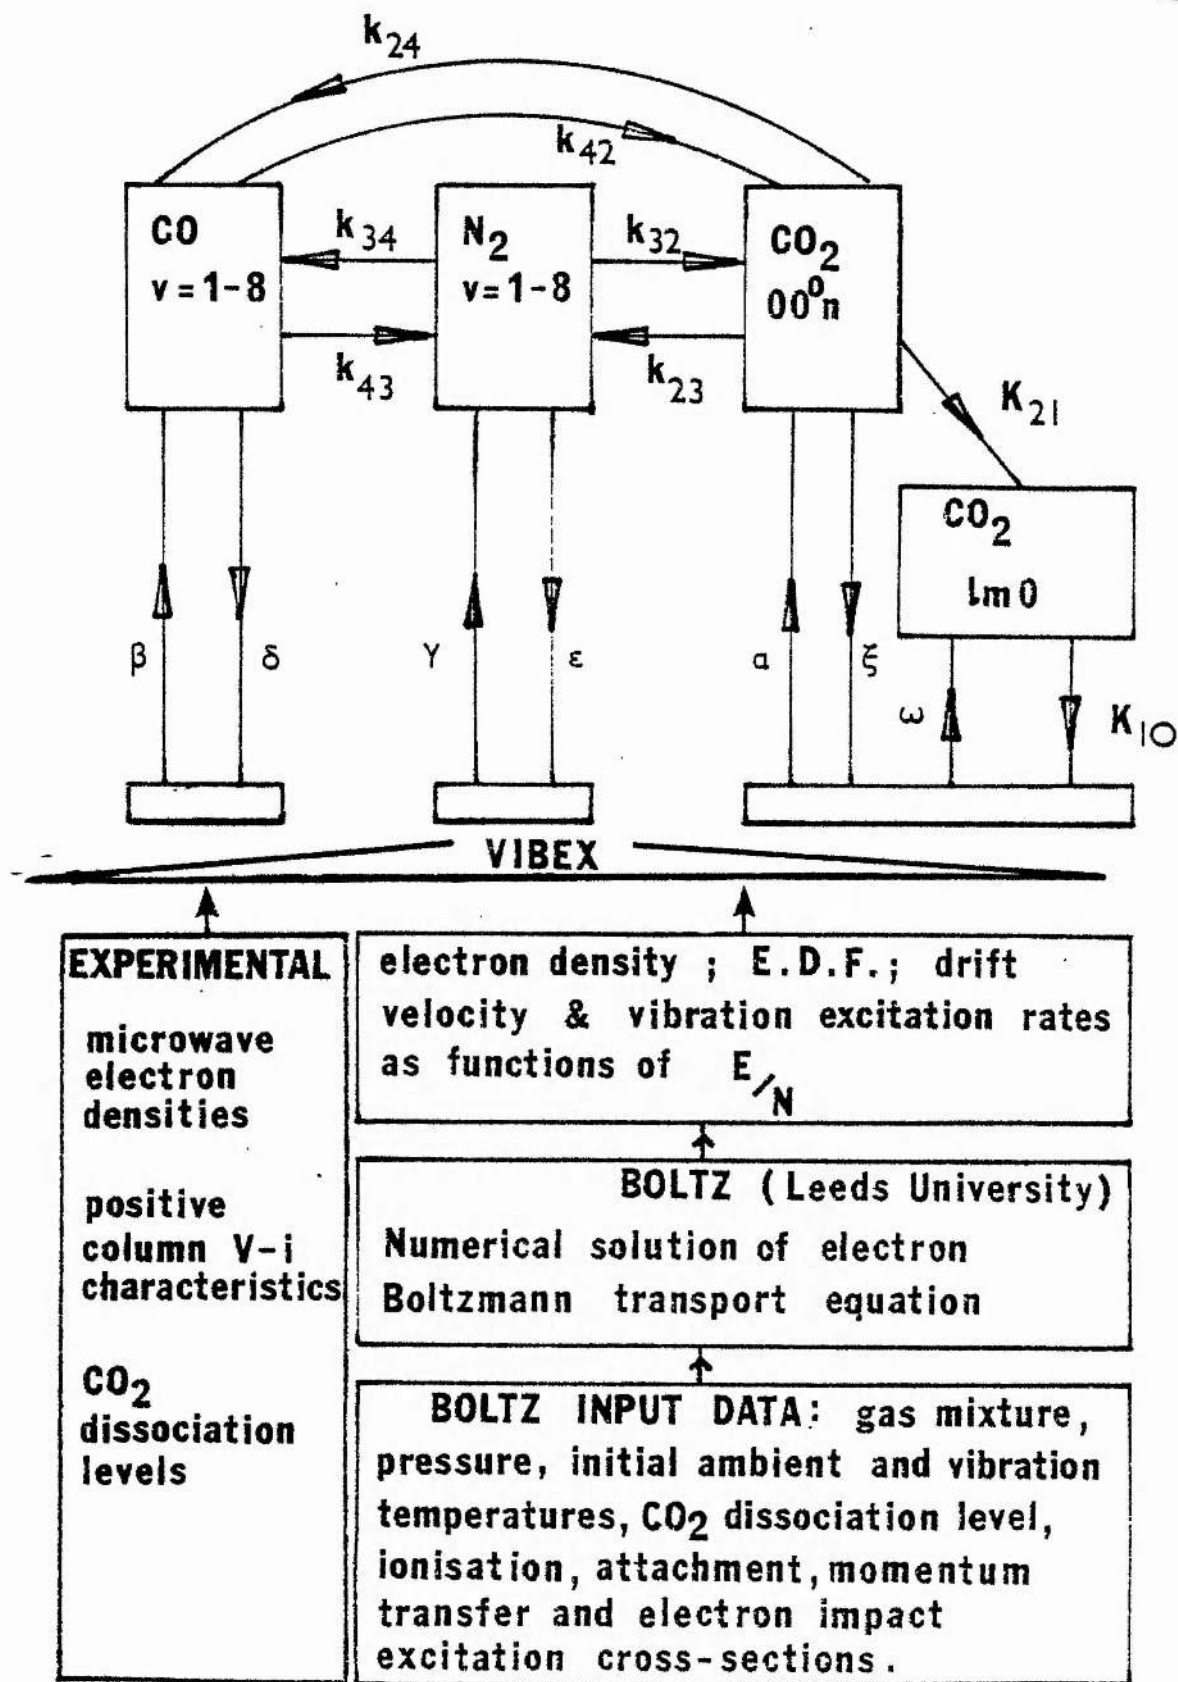 k24
k42
CO
v = 1-8
k34
N2
v = 1-8
k32
CO2
00⁰n
k43
k23
K21
CO2
lm0
β
δ
γ
ε
α
ξ
ω
K10
VIBEX
EXPERIMENTAL
microwave
electron
densities
positive
column V-i
characteristics
CO2
dissociation
levels
electron density ; E.D.F.; drift
velocity & vibration excitation rates
as functions of E/N
BOLTZ (Leeds University)
Numerical solution of electron
Boltzmann transport equation
BOLTZ INPUT DATA: gas mixture,
pressure, initial ambient and vibration
temperatures, CO2 dissociation level,
ionisation, attachment, momentum
transfer and electron impact
excitation cross-sections.